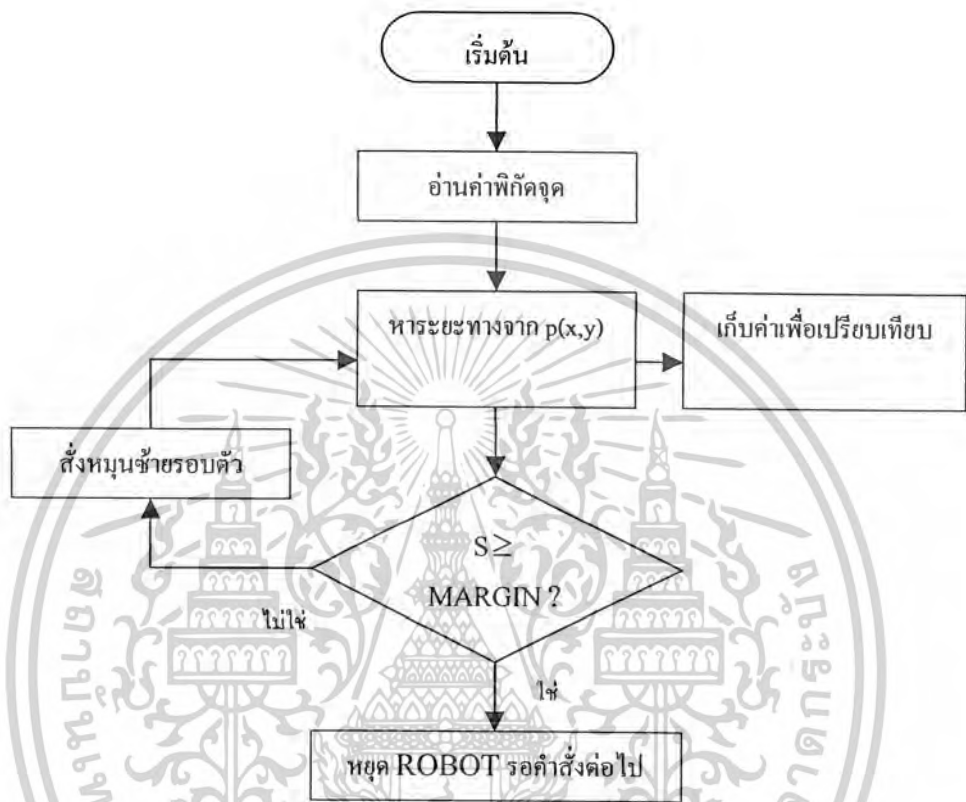 เริ่มต้น
อ่านค่าพิกัดจุด
หาระยะทางจาก p(x,y)
เก็บค่าเพื่อเปรียบเทียบ
สั่งหมุนซ้ายรอบตัว
S≥
MARGIN ?
ไม่ใช่
ใช่
หยุด ROBOT รอคำสั่งต่อไป